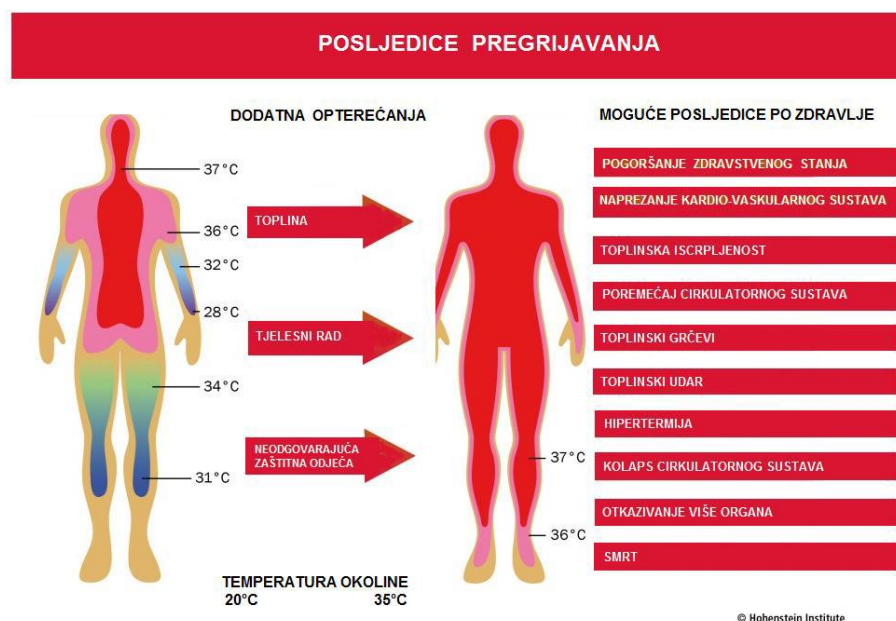 POSLJEDICE PREGRIJAVANJA
DODATNA OPTEREĆANJA
37°C
36°C
32°C
28°C
34°C
31°C
TOPLINA
TJELESNI RAD
NEODGOVARAJUĆA
ZAŠTITNA ODJEĆA
37°C
36°C
TEMPERATURA OKOLINE
20°C 35°C
MOGUĆE POSLJEDICE PO ZDRAVLJE
POGORŠANJE ZDRAVSTVENOG STANJA
NAPREZANJE KARDIO-VASKULARNOG SUSTAVA
TOPLINSKA ISCRPLJENOST
POREMEĆAJ CIRKULATORNOG SUSTAVA
TOPLINSKI GRČEVI
TOPLINSKI UDAR
HIPERTERMIJA
KOLAPS CIRKULATORNOG SUSTAVA
OTKAZIVANJE VIŠE ORGANA
SMRT
© Hohenstein Institute